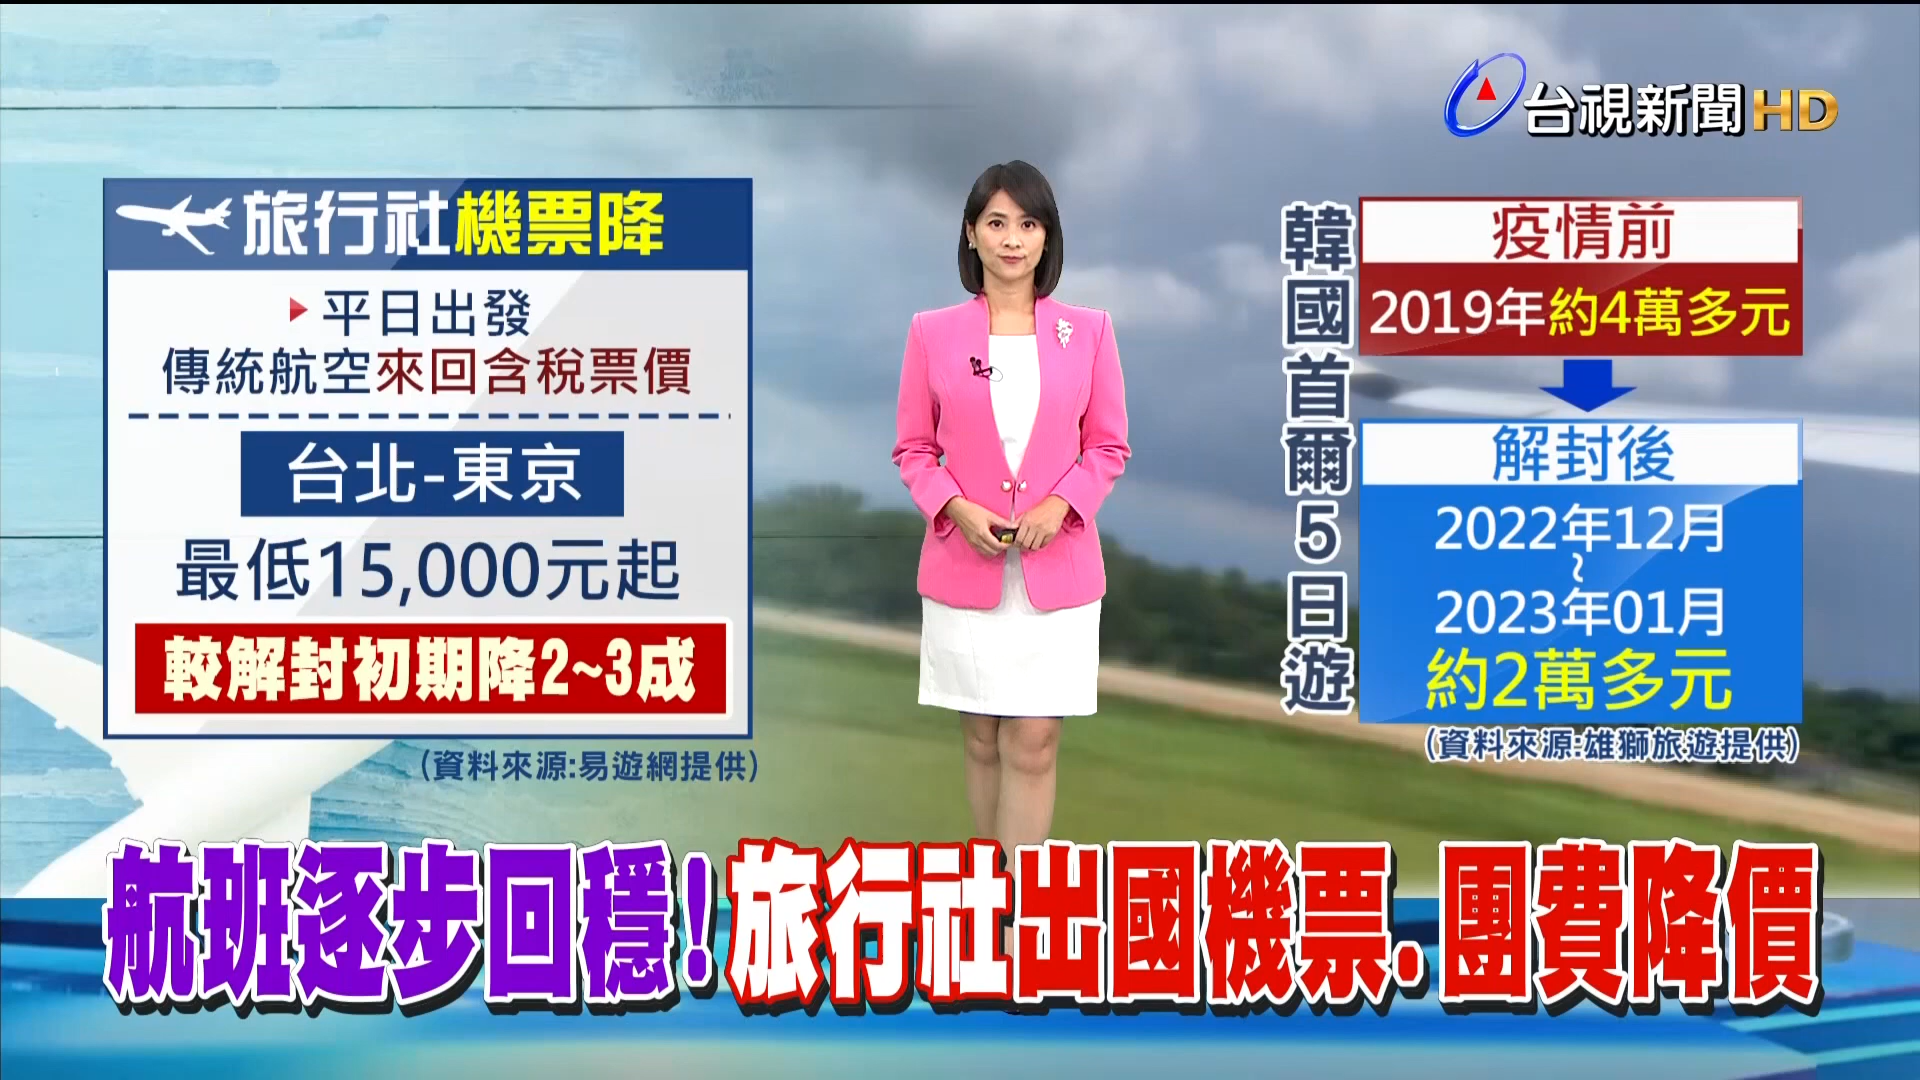 台視新聞HD
旅行社機票降
平日出發
傳統航空來回含稅票價
台北-東京
最低15,000元起
較解封初期降2~3成
(資料來源:易遊網提供)
韓國首爾5日遊
疫情前
2019年約4萬多元
解封後
2022年12月
~
2023年01月
約2萬多元
(資料來源:雄獅旅遊提供)
航班逐步回穩!旅行社出國機票.團費降價